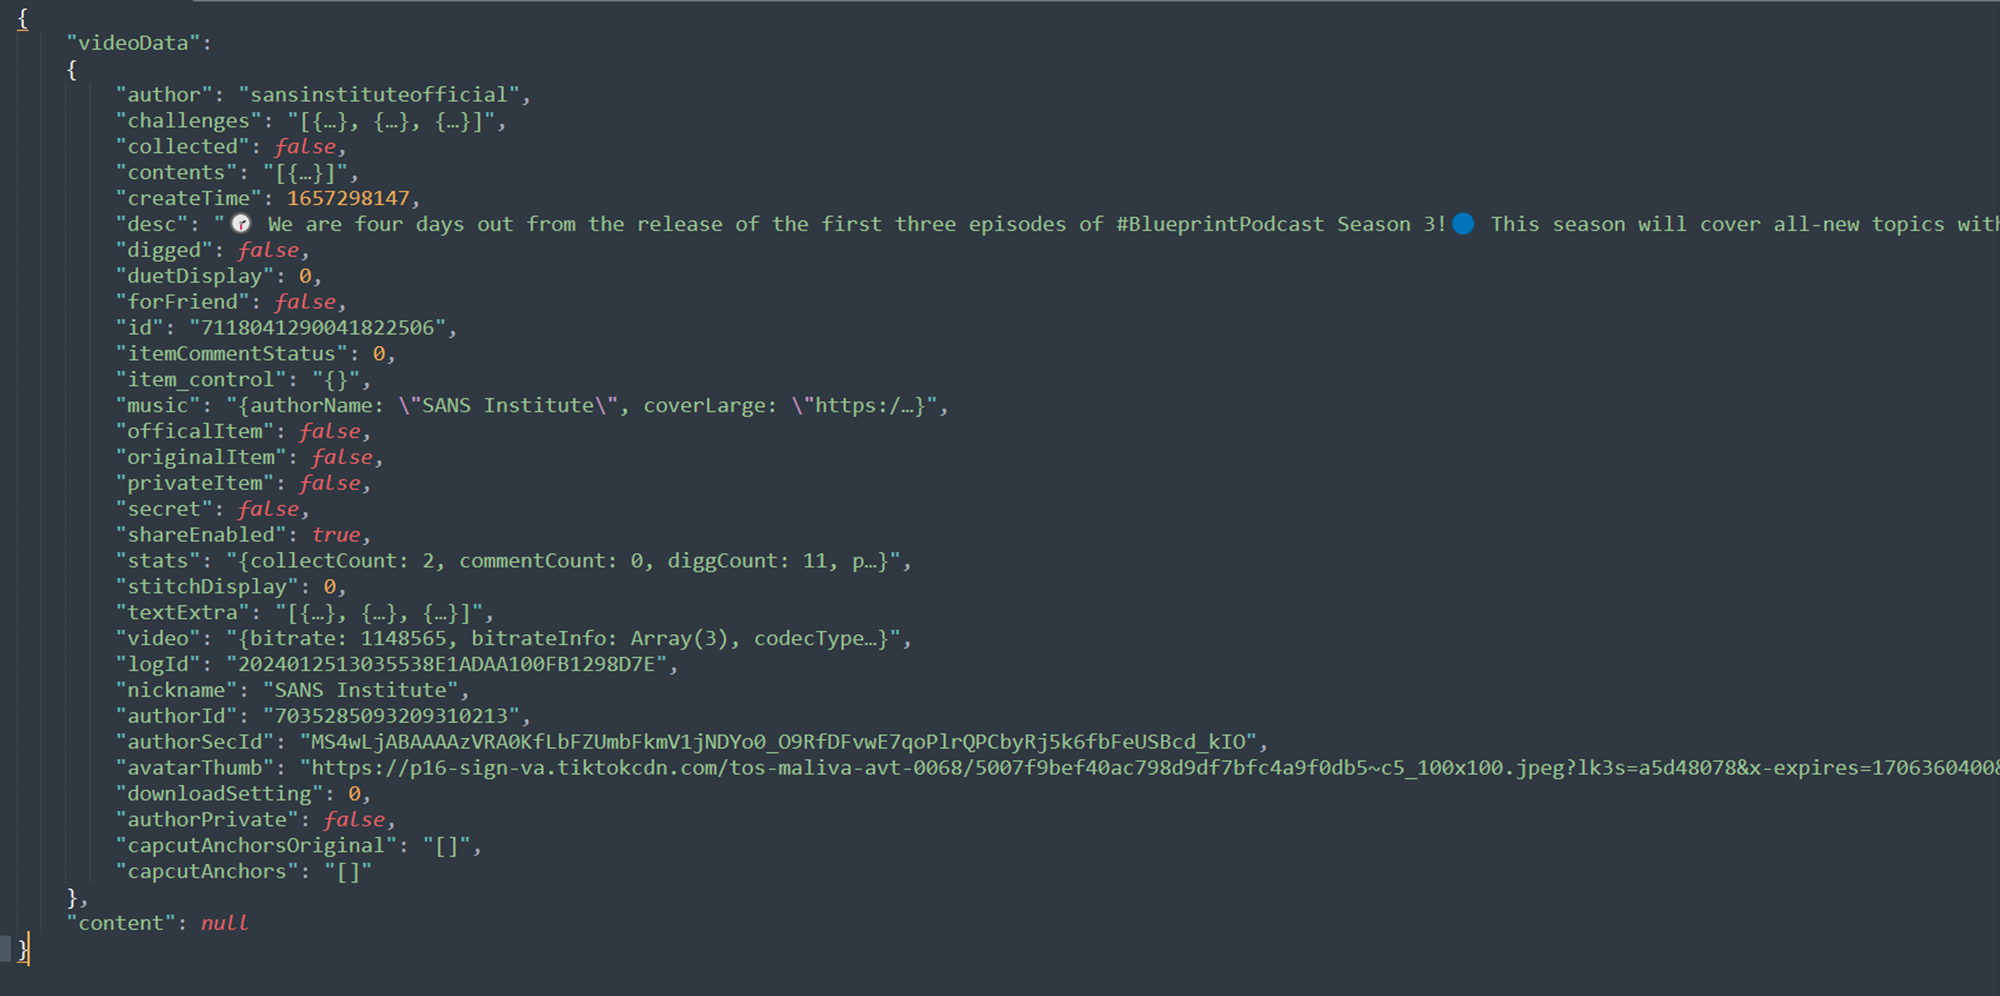 {
"videoData":
{
"author": "sansinstituteofficial",
"challenges": "[{…}, {…}, {…}]",
"collected": false,
"contents": "[{…}]",
"createTime": 1657298147,
"desc": "🕜 We are four days out from the release of the first three episodes of #BlueprintPodcast Season 3!🔵 This season will cover all-new topics with
"digged": false,
"duetDisplay": 0,
"forFriend": false,
"id": "7118041290041822506",
"itemCommentStatus": 0,
"item_control": "{}",
"music": "{authorName: \"SANS Institute\", coverLarge: \"https:/…}",
"officalItem": false,
"originalItem": false,
"privateItem": false,
"secret": false,
"shareEnabled": true,
"stats": "{collectCount: 2, commentCount: 0, diggCount: 11, p…}",
"stitchDisplay": 0,
"textExtra": "[{…}, {…}, {…}]",
"video": "{bitrate: 1148565, bitrateInfo: Array(3), codecType…}",
"logId": "2024012513035538E1ADAA100FB1298D7E",
"nickname": "SANS Institute",
"authorId": "7035285093209310213",
"authorSecId": "MS4wLjABAAAAzVRA0KfLbFZUmbFkmV1jNDYo0_O9RfDFvwE7qoPlrQPCbyRj5k6fbFeUSBcd_kIO",
"avatarThumb": "https://p16-sign-va.tiktokcdn.com/tos-maliva-avt-0068/5007f9bef40ac798d9df7bfc4a9f0db5~c5_100x100.jpeg?lk3s=a5d48078&x-expires=1706360400&
"downloadSetting": 0,
"authorPrivate": false,
"capcutAnchorsOriginal": "[]",
"capcutAnchors": "[]"
},
"content": null
}